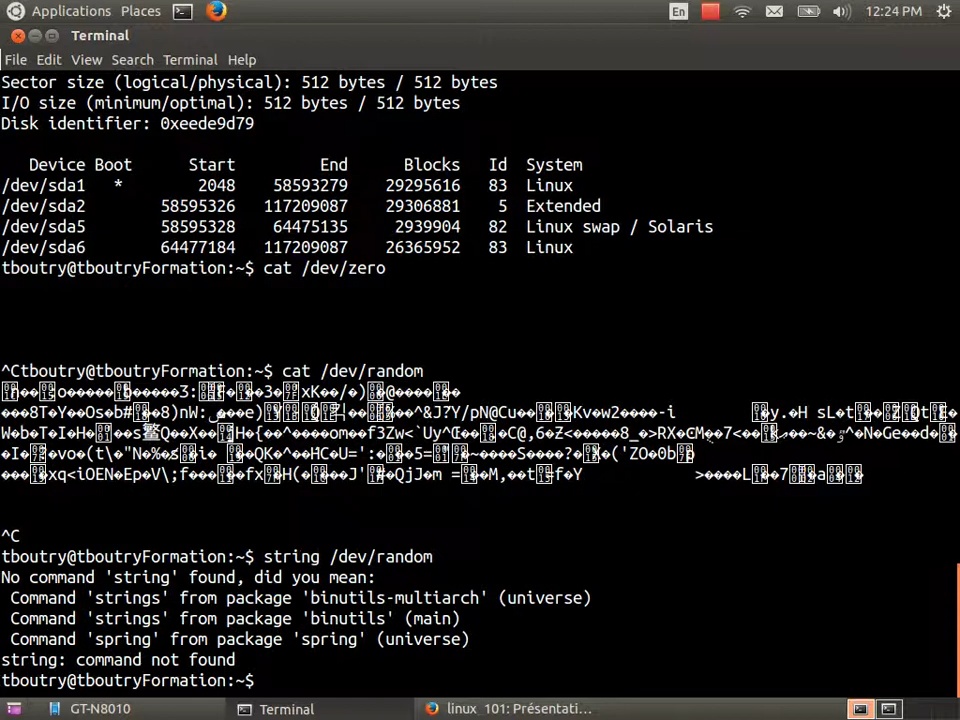 Applications Places En 12:24 PM
Terminal
File Edit View Search Terminal Help
Sector size (logical/physical): 512 bytes / 512 bytes
I/O size (minimum/optimal): 512 bytes / 512 bytes
Disk identifier: 0xeede9d79
Device Boot Start End Blocks Id System
/dev/sda1 * 2048 58593279 29295616 83 Linux
/dev/sda2 58595326 117209087 29306881 5 Extended
/dev/sda5 58595328 64475135 2939904 82 Linux swap / Solaris
/dev/sda6 64477184 117209087 26365952 83 Linux
tboutry@tboutryFormation:~$ cat /dev/zero
^Ctboutry@tboutryFormation:~$ cat /dev/random
^C
tboutry@tboutryFormation:~$ string /dev/random
No command 'string' found, did you mean:
Command 'strings' from package 'binutils-multiarch' (universe)
Command 'strings' from package 'binutils' (main)
Command 'spring' from package 'spring' (universe)
string: command not found
tboutry@tboutryFormation:~$
GT-N8010 Terminal linux_101: Présentati...